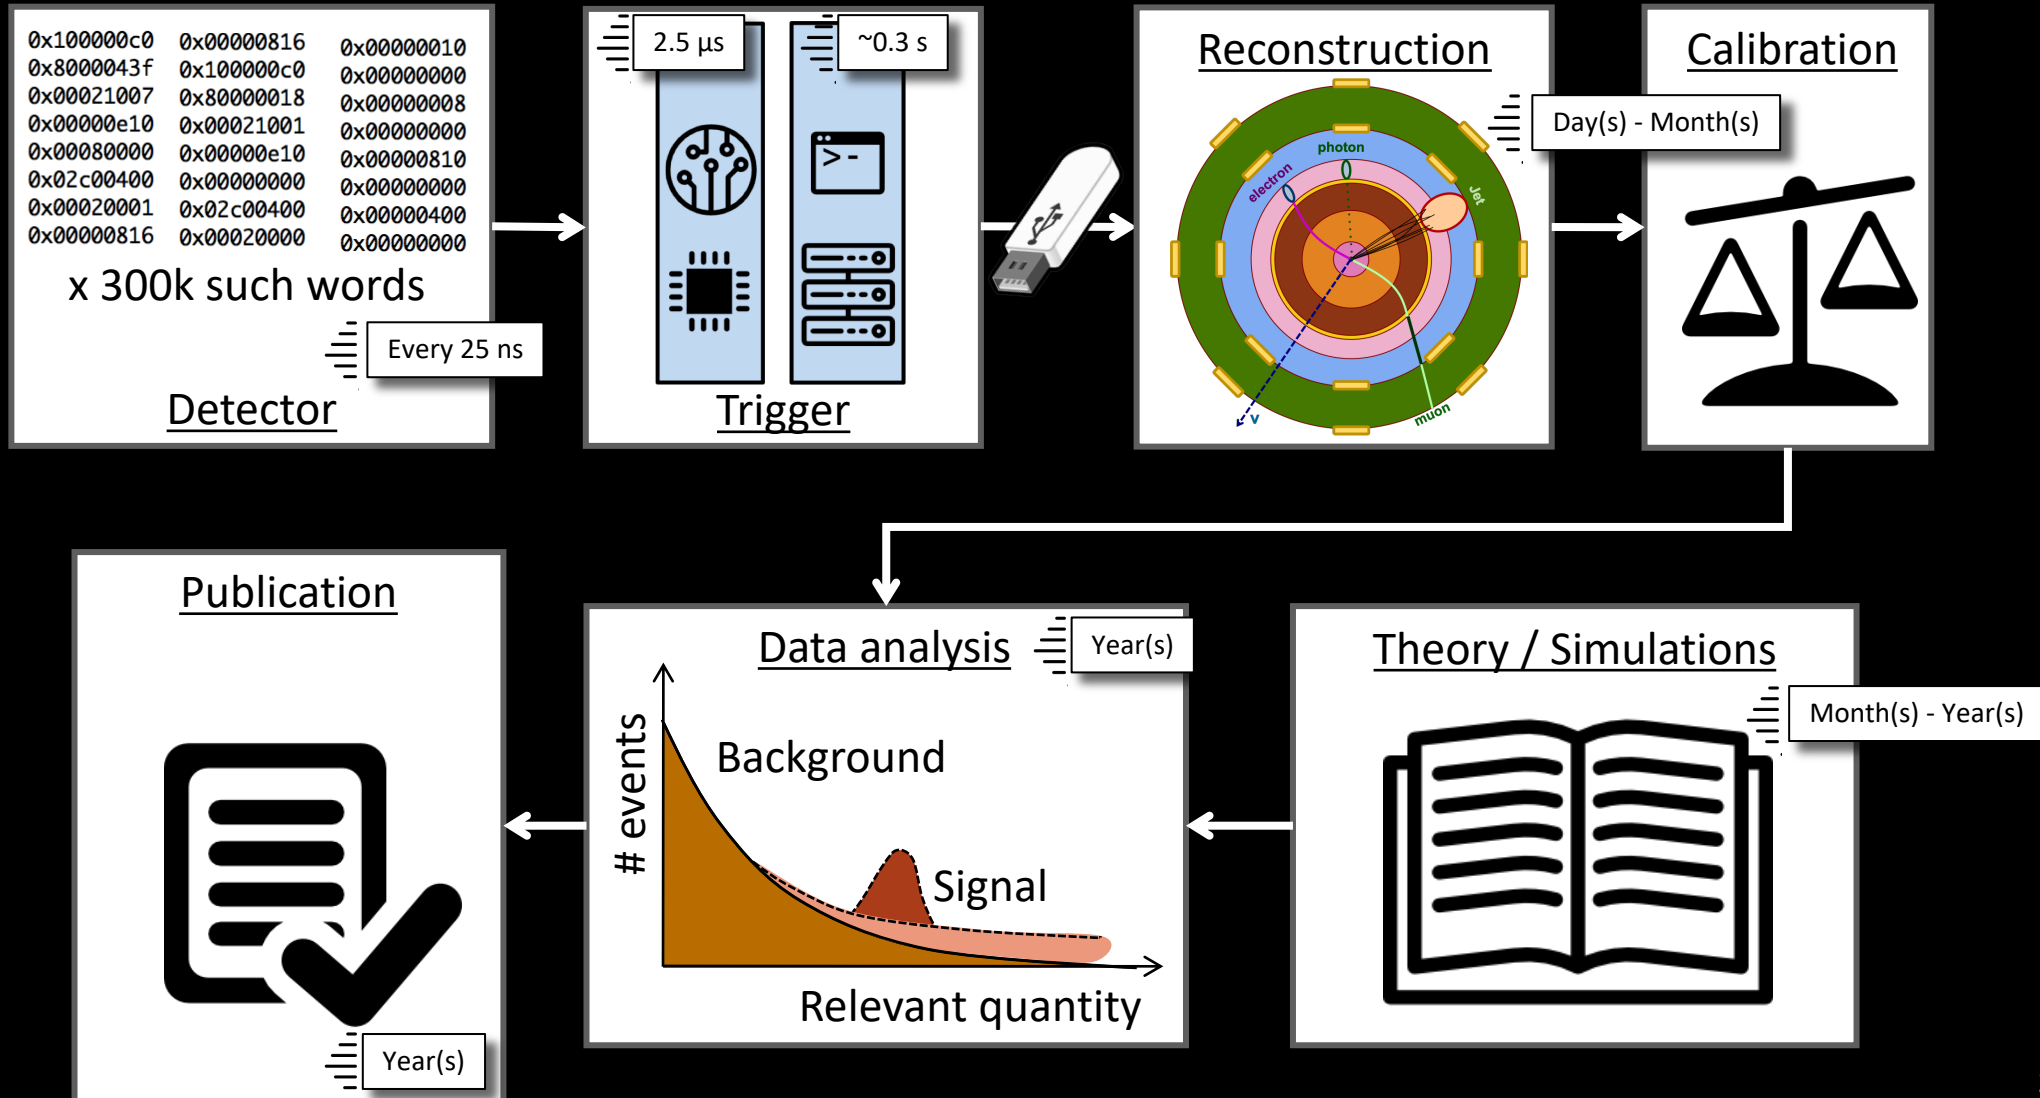 0x100000c0 0x00000816 0x00000010
0x8000043f 0x100000c0 0x00000000
0x00021007 0x80000018 0x00000008
0x00000e10 0x00021001 0x00000000
0x00080000 0x00000e10 0x00000810
0x02c00400 0x00000000 0x00000000
0x00020001 0x02c00400 0x00000400
0x00000816 0x00020000 0x00000000
x 300k such words
Every 25 ns
Detector
2.5 µs
~0.3 s
>-
Trigger
Reconstruction
Day(s) - Month(s)
photon
electron
Jet
muon
ν
Calibration
Publication
Year(s)
Data analysis
Year(s)
# events
Background
Signal
Relevant quantity
Theory / Simulations
Month(s) - Year(s)